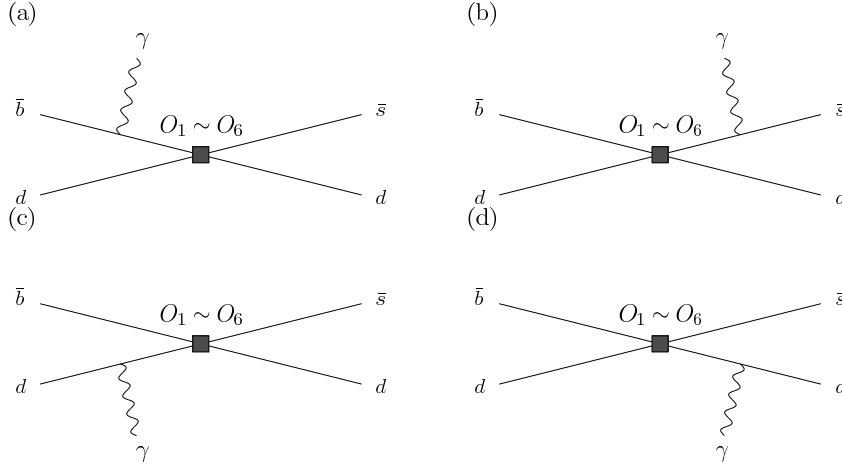 (a) (b)
γ γ
b̄ s̄ b̄ s̄
O₁ ∼ O₆ O₁ ∼ O₆
d d d d
(c) (d)
b̄ s̄ b̄ s̄
O₁ ∼ O₆ O₁ ∼ O₆
d d d d
γ γ